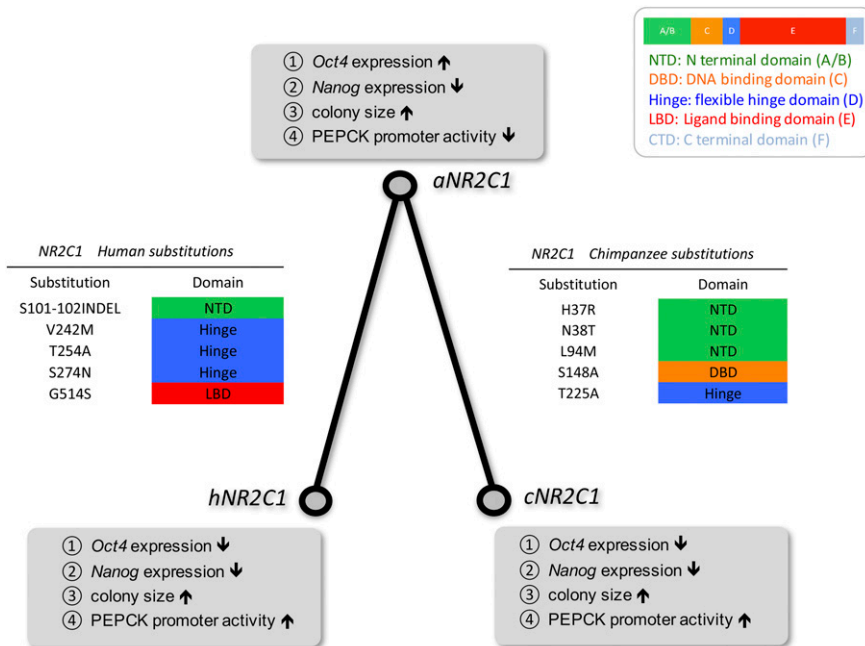 ① Oct4 expression ↑
② Nanog expression ↓
③ colony size ↑
④ PEPCK promoter activity ↓
A/B C D E F
NTD: N terminal domain (A/B)
DBD: DNA binding domain (C)
Hinge: flexible hinge domain (D)
LBD: Ligand binding domain (E)
CTD: C terminal domain (F)
aNR2C1
NR2C1 Human substitutions
Substitution Domain
S101-102INDEL NTD
V242M Hinge
T254A Hinge
S274N Hinge
G514S LBD
NR2C1 Chimpanzee substitutions
Substitution Domain
H37R NTD
N38T NTD
L94M NTD
S148A DBD
T225A Hinge
hNR2C1
① Oct4 expression ↓
② Nanog expression ↓
③ colony size ↑
④ PEPCK promoter activity ↑
cNR2C1
① Oct4 expression ↓
② Nanog expression ↓
③ colony size ↑
④ PEPCK promoter activity ↑